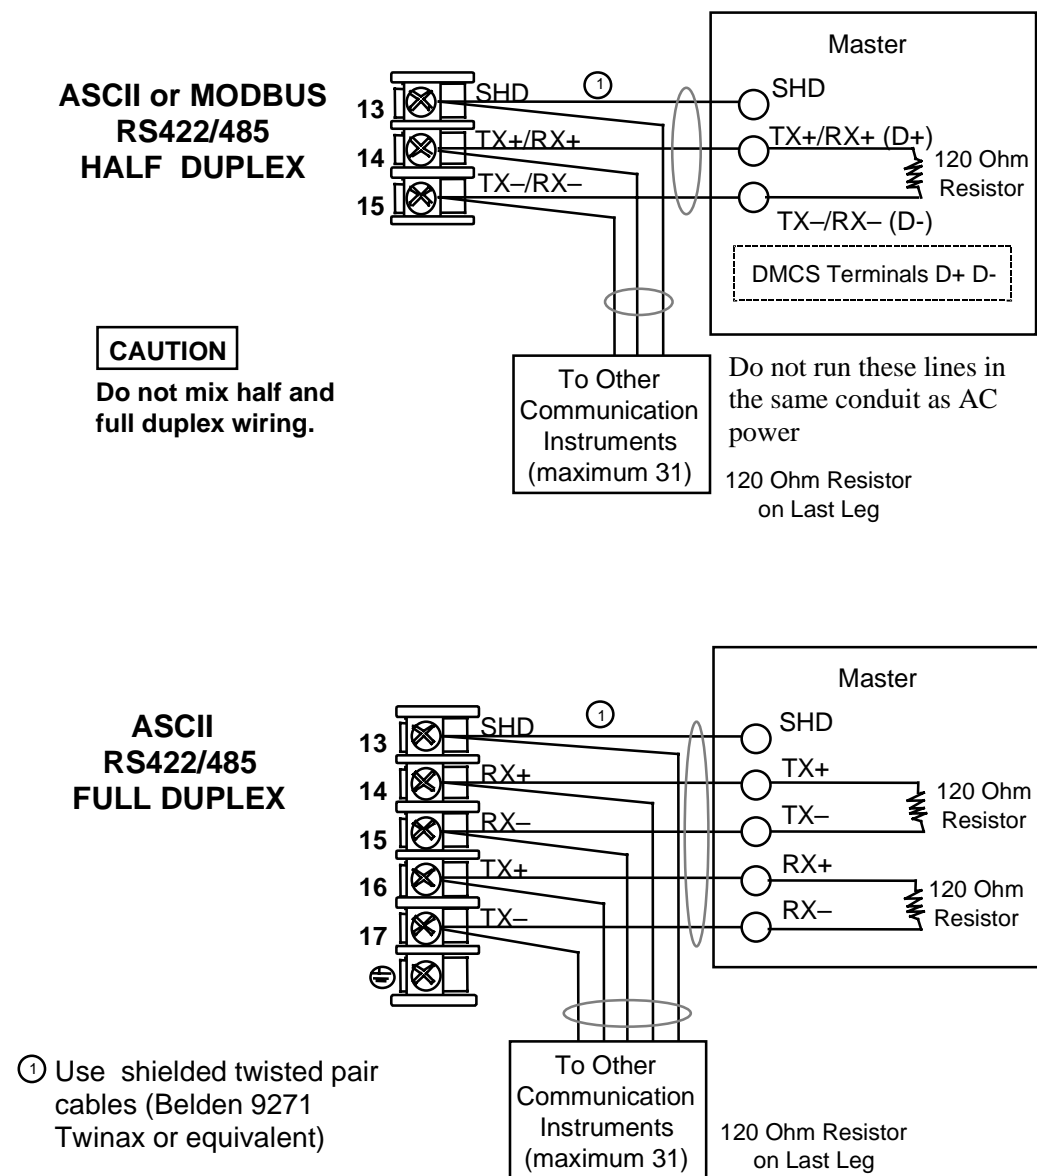 Master
ASCII or MODBUS
RS422/485
HALF DUPLEX
13
SHD
1
SHD
14
TX+/RX+
TX+/RX+ (D+)
120 Ohm
Resistor
15
TX–/RX–
TX–/RX– (D-)
DMCS Terminals D+ D-
CAUTION
Do not mix half and
full duplex wiring.
To Other
Communication
Instruments
(maximum 31)
Do not run these lines in
the same conduit as AC
power
120 Ohm Resistor
on Last Leg
Master
ASCII
RS422/485
FULL DUPLEX
13
SHD
1
SHD
14
RX+
TX+
120 Ohm
Resistor
15
RX–
TX–
16
TX+
RX+
120 Ohm
Resistor
17
TX–
RX–
1 Use shielded twisted pair
cables (Belden 9271
Twinax or equivalent)
To Other
Communication
Instruments
(maximum 31)
120 Ohm Resistor
on Last Leg